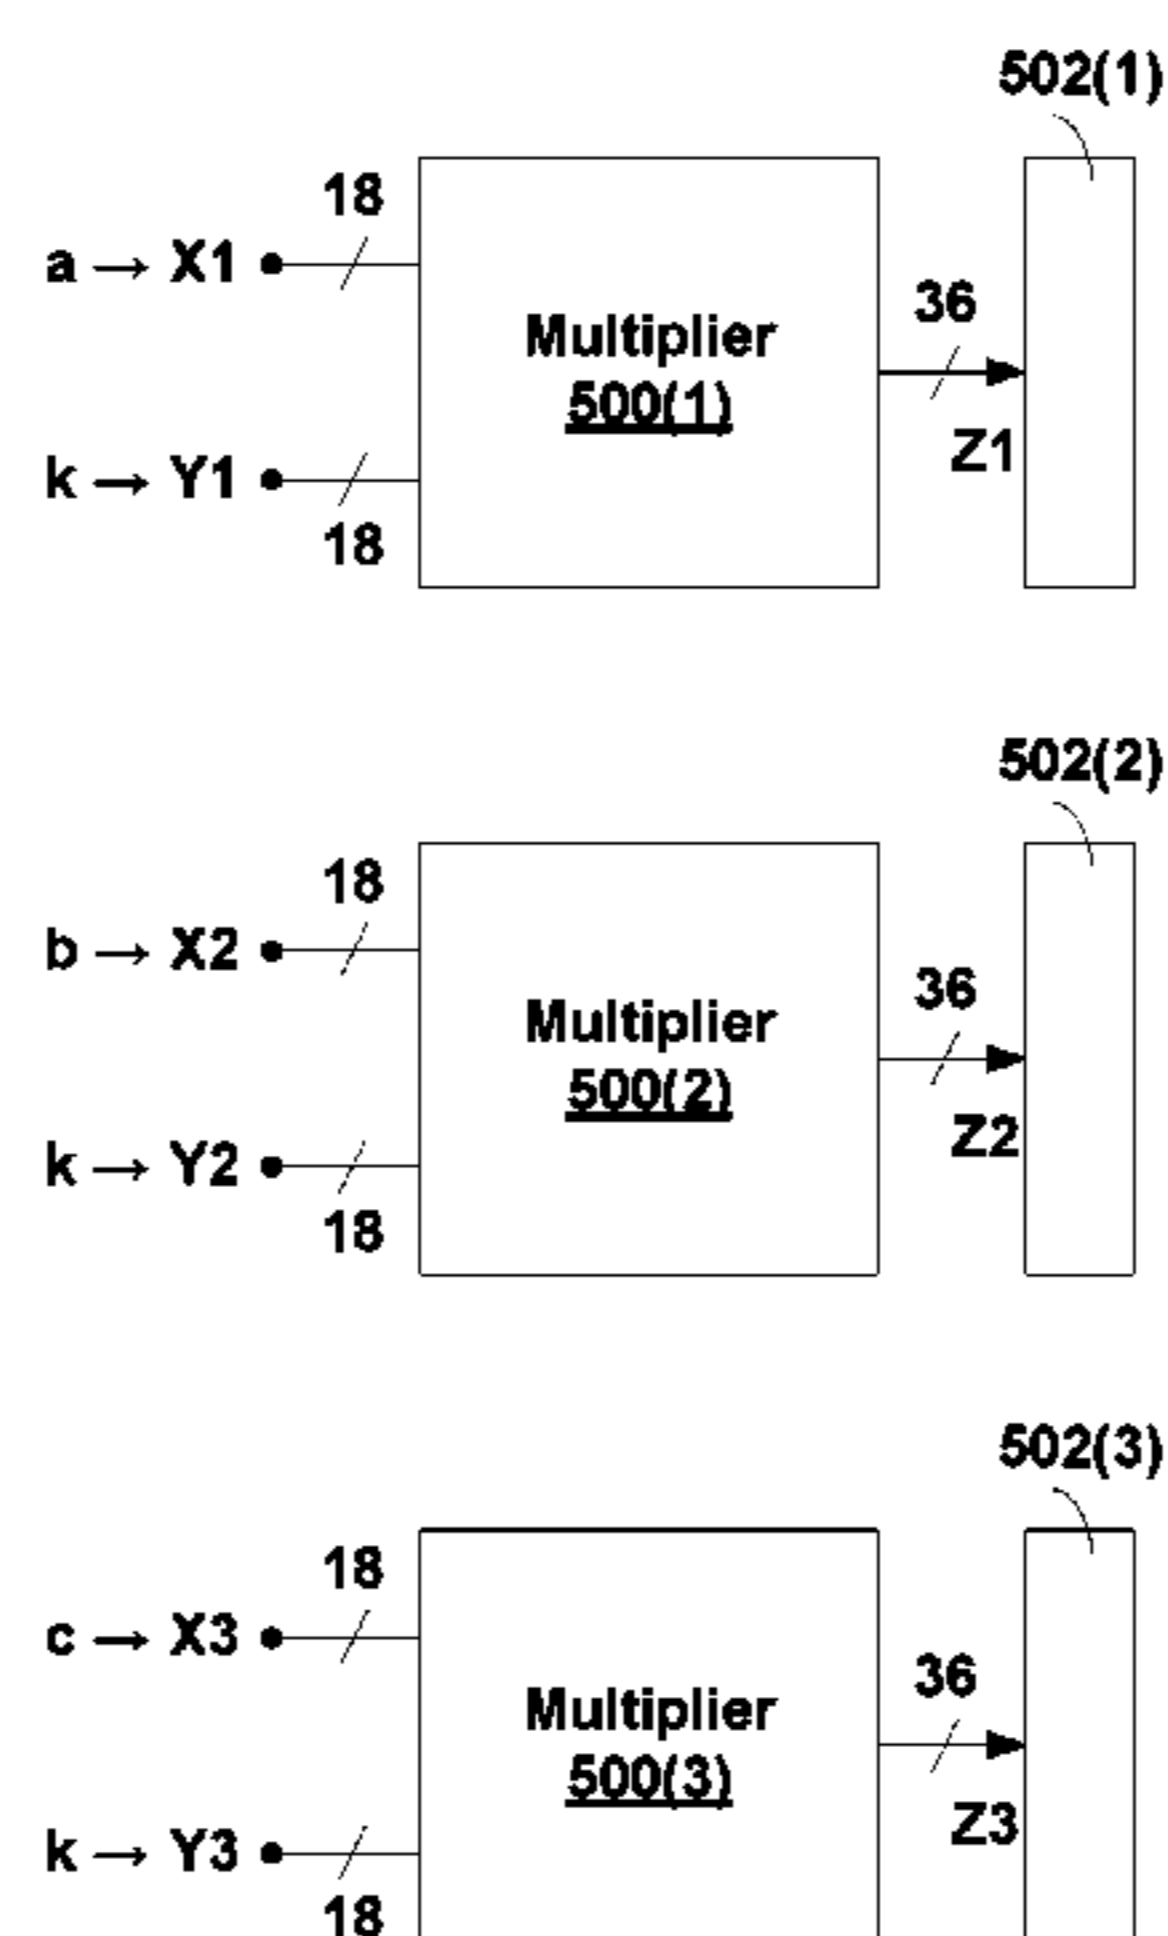 502(1)
18
a → X1
36
Multiplier
500(1)
Z1
k → Y1
18
502(2)
18
b → X2
36
Multiplier
500(2)
Z2
k → Y2
18
502(3)
18
c → X3
36
Multiplier
500(3)
Z3
k → Y3
18